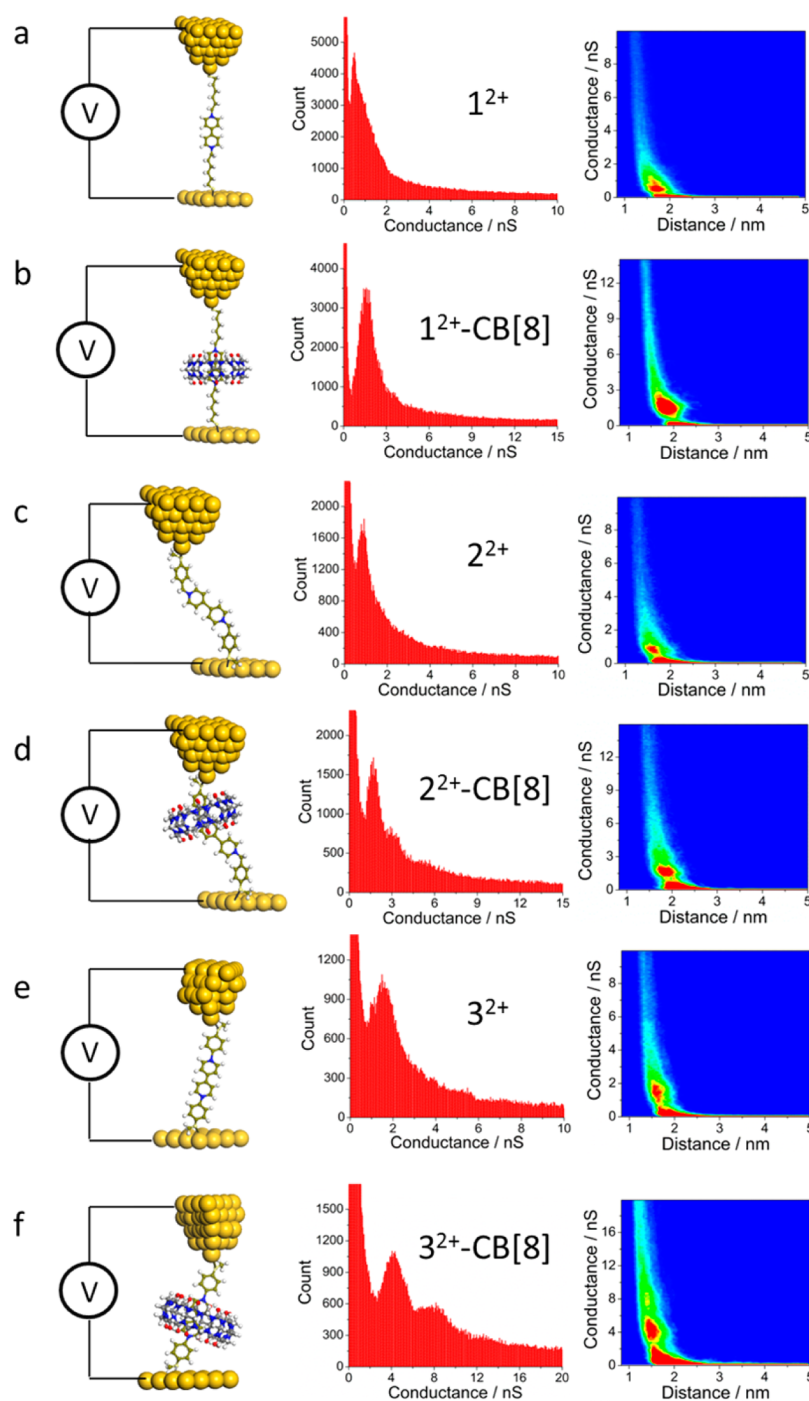 a
V
Count
5000
4000
3000
2000
1000
0
1²⁺
0 2 4 6 8 10
Conductance / nS
Conductance / nS
8
6
4
2
0
1 2 3 4 5
Distance / nm
b
V
Count
4000
3000
2000
1000
0
1²⁺-CB[8]
0 3 6 9 12 15
Conductance / nS
Conductance / nS
12
9
6
3
0
1 2 3 4 5
Distance / nm
c
V
Count
2000
1600
1200
800
400
0
2²⁺
0 2 4 6 8 10
Conductance / nS
Conductance / nS
8
6
4
2
0
1 2 3 4 5
Distance / nm
d
V
Count
2000
1500
1000
500
0
2²⁺-CB[8]
0 3 6 9 12 15
Conductance / nS
Conductance / nS
12
9
6
3
0
1 2 3 4 5
Distance / nm
e
V
Count
1200
900
600
300
0
3²⁺
0 2 4 6 8 10
Conductance / nS
Conductance / nS
8
6
4
2
0
1 2 3 4 5
Distance / nm
f
V
Count
1500
1200
900
600
300
0
3²⁺-CB[8]
0 4 8 12 16 20
Conductance / nS
Conductance / nS
16
12
8
4
0
1 2 3 4 5
Distance / nm